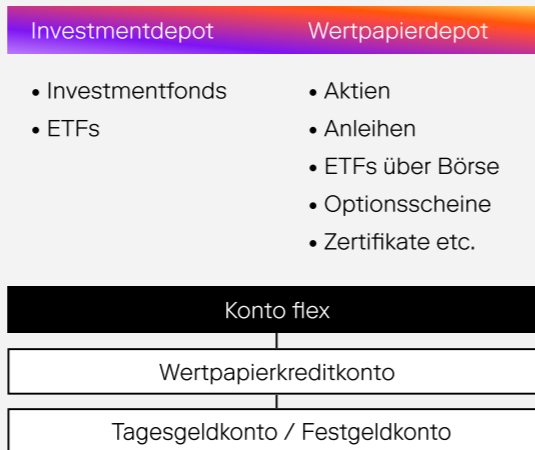 Investmentdepot
Wertpapierdepot
• Investmentfonds
• ETFs
• Aktien
• Anleihen
• ETFs über Börse
• Optionsscheine
• Zertifikate etc.
Konto flex
Wertpapierkreditkonto
Tagesgeldkonto / Festgeldkonto